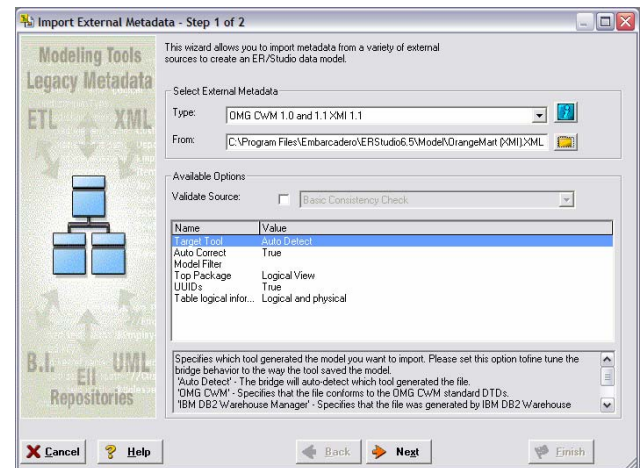 Import External Metadata - Step 1 of 2
Modeling Tools
Legacy Metadata
ETL XML
B.I. UML
EII
Repositories
This wizard allows you to import metadata from a variety of external
sources to create an ER/Studio data model.
Select External Metadata
Type: OMG CWM 1.0 and 1.1 XMI 1.1
From: C:\Program Files\Embarcadero\ERStudio6.5\Model\OrangeMart (XMI).XML
Available Options
Validate Source: Basic Consistency Check
Name Value
Target Tool Auto Detect
Auto Correct True
Model Filter
Top Package Logical View
UUIDs True
Table logical infor... Logical and physical
Specifies which tool generated the model you want to import. Please set this option tofine tune the
bridge behavior to the way the tool saved the model.
'Auto Detect' - The bridge will auto-detect which tool generated the file.
'OMG CWM' - Specifies that the file conforms to the OMG CWM standard DTDs.
'IBM DB2 Warehouse Manager' - Specifies that the file was generated by IBM DB2 Warehouse
Cancel Help Back Next Finish